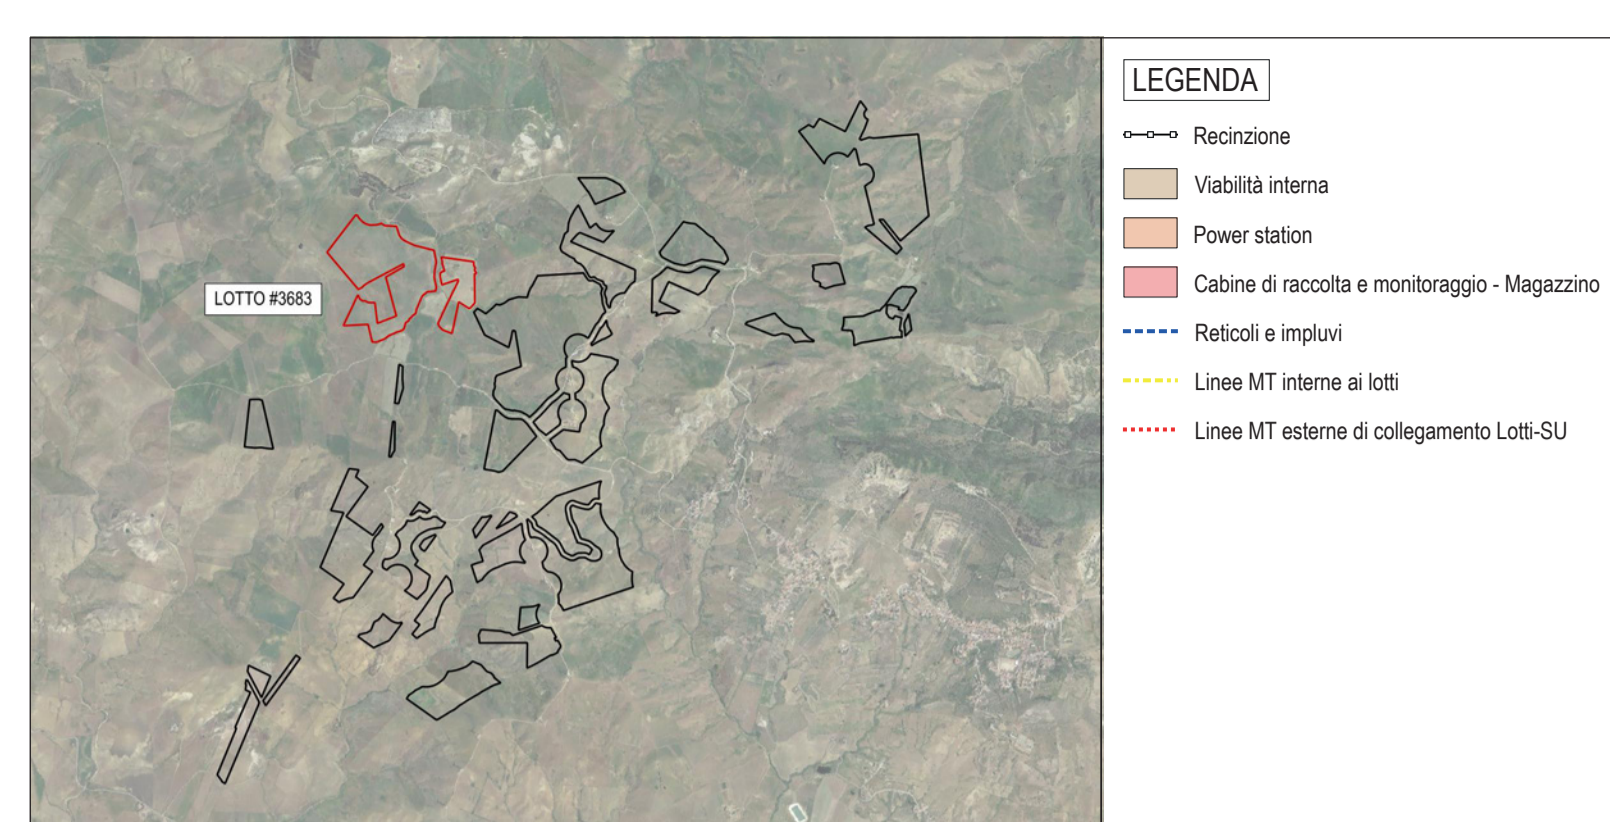 LOTTO #3683
LEGENDA
Recinzione
Viabilità interna
Power station
Cabine di raccolta e monitoraggio - Magazzino
Reticoli e impluvi
Linee MT interne ai lotti
Linee MT esterne di collegamento Lotti-SU